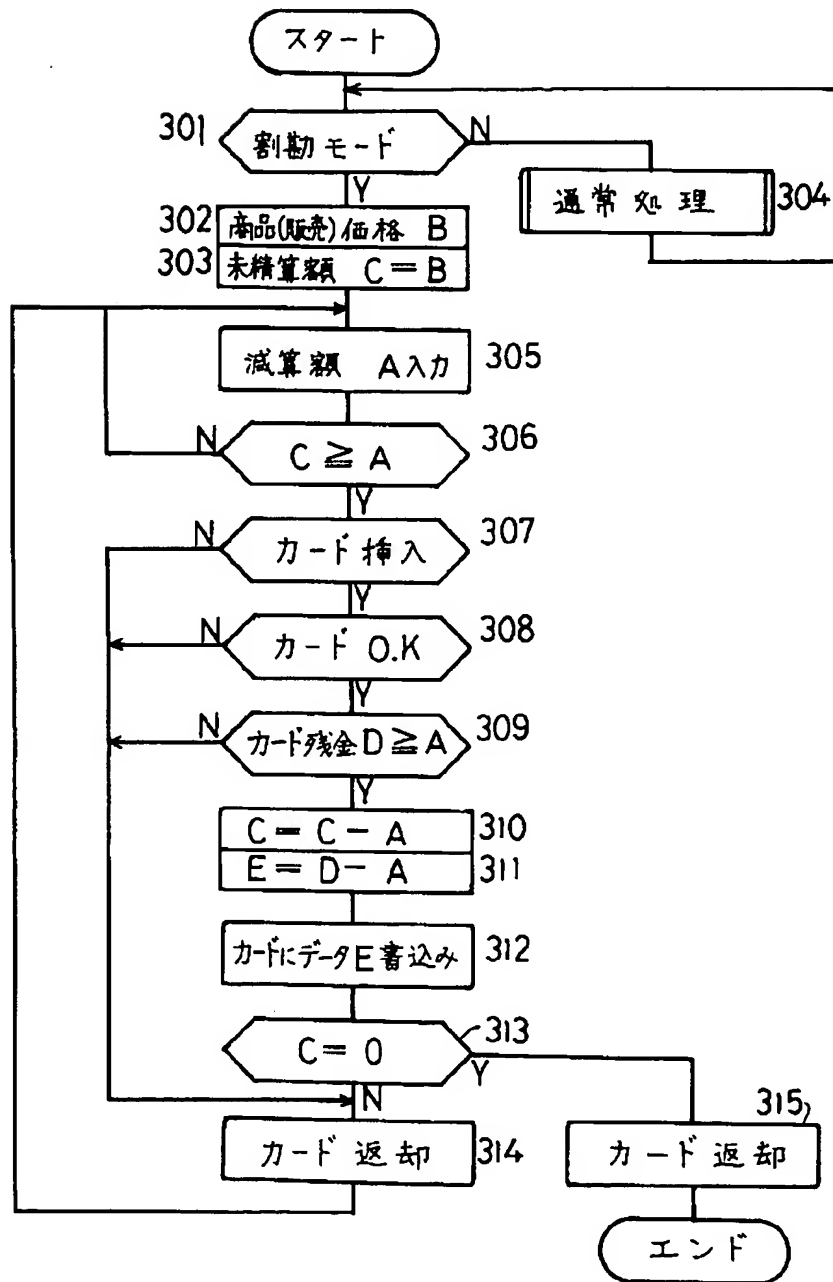 スタート
301
割勘モード
N
Y
通常処理
304
302
商品(販売)価格 B
303
未精算額 C=B
減算額 A入力
305
N
C≧A
306
Y
N
カード挿入
307
Y
N
カード O.K
308
Y
N
カード残金D≧A
309
Y
C=C-A
310
E=D-A
311
カードにデータE書込み
312
C=0
313
Y
N
カード返却
314
315
カード返却
エンド